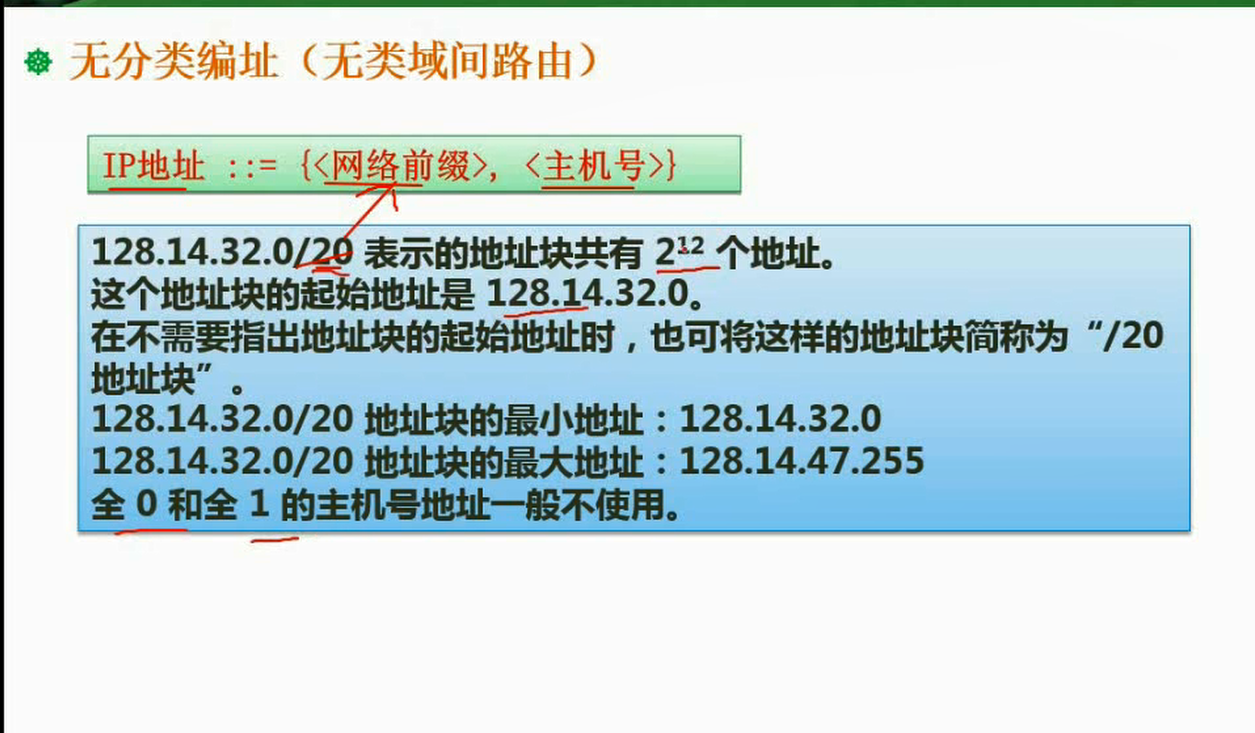 无分类编址（无类域间路由）
IP地址 ::= {<网络前缀>, <主机号>}
128.14.32.0/20 表示的地址块共有 2¹² 个地址。
这个地址块的起始地址是 128.14.32.0。
在不需要指出地址块的起始地址时，也可将这样的地址块简称为“/20
地址块”。
128.14.32.0/20 地址块的最小地址：128.14.32.0
128.14.32.0/20 地址块的最大地址：128.14.47.255
全 0 和全 1 的主机号地址一般不使用。